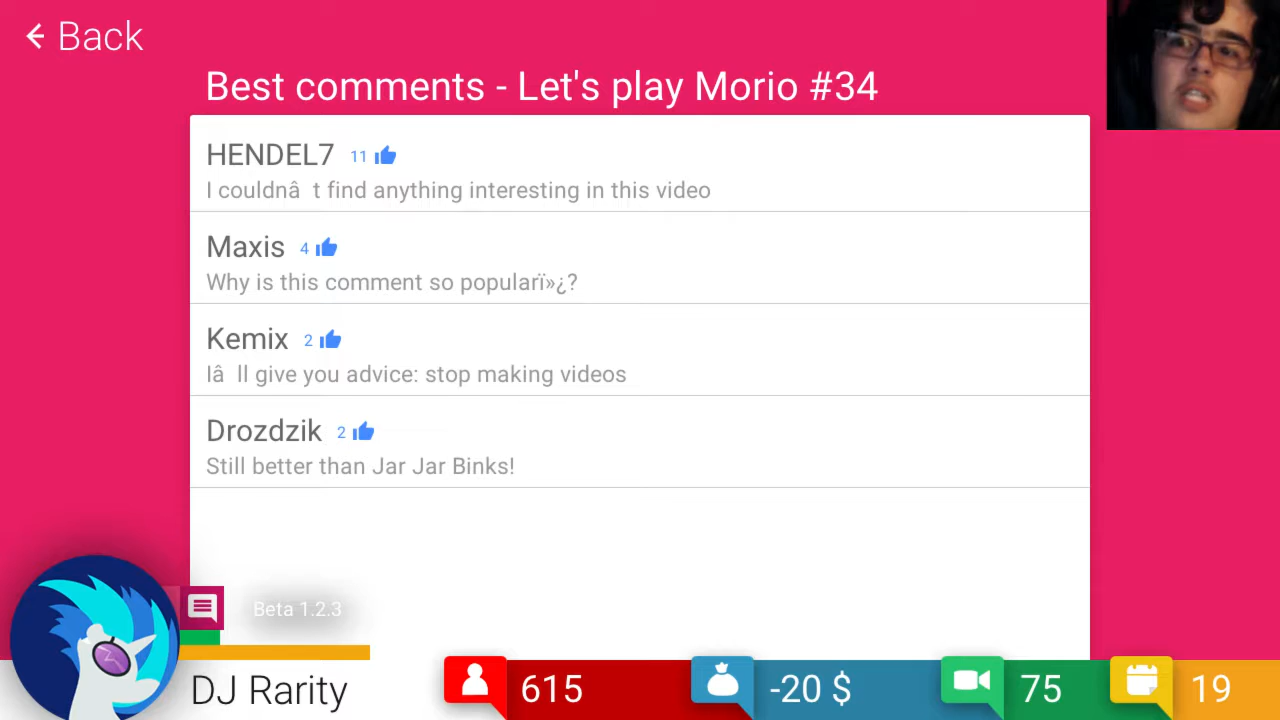 Back
Best comments - Let's play Morio #34
HENDEL7 11
I couldnâ t find anything interesting in this video
Maxis 4
Why is this comment so popularï»¿?
Kemix 2
Iâ ll give you advice: stop making videos
Drozdzik 2
Still better than Jar Jar Binks!
Beta 1.2.3
DJ Rarity
615
-20 $
75
19